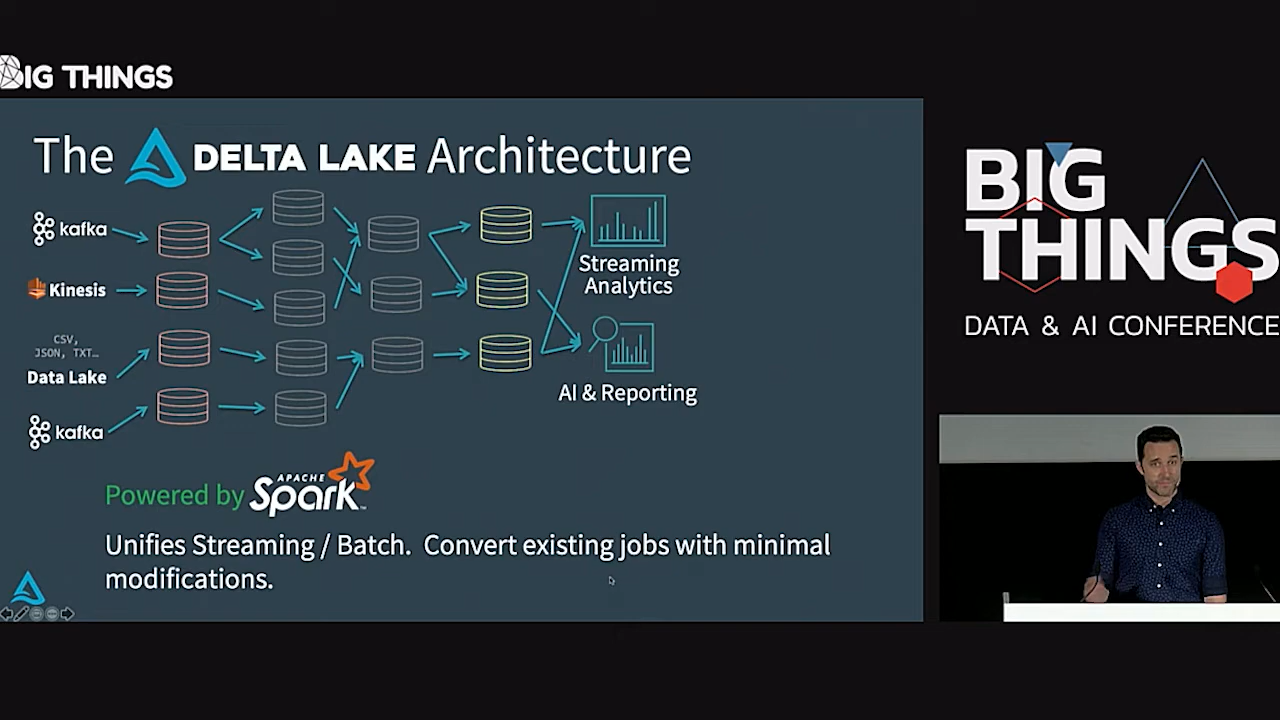 BIG THINGS
The DELTA LAKE Architecture
kafka
Kinesis
CSV,
JSON, TXT...
Data Lake
kafka
Streaming
Analytics
AI & Reporting
Powered by APACHE Spark™
Unifies Streaming / Batch. Convert existing jobs with minimal
modifications.
BIG
THINGS
DATA & AI CONFERENCE